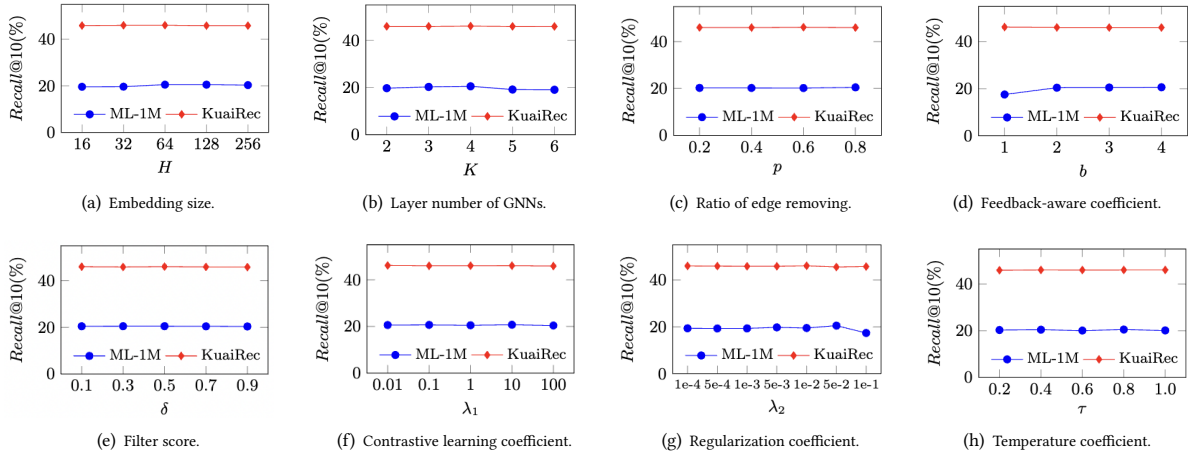 Recall@10(%)
40
20
0
ML-1M KuaiRec
16 32 64 128 256
H
(a) Embedding size.
Recall@10(%)
40
20
0
ML-1M KuaiRec
2 3 4 5 6
K
(b) Layer number of GNNs.
Recall@10(%)
40
20
0
ML-1M KuaiRec
0.2 0.4 0.6 0.8
p
(c) Ratio of edge removing.
Recall@10(%)
40
20
0
ML-1M KuaiRec
1 2 3 4
b
(d) Feedback-aware coefficient.
Recall@10(%)
40
20
0
ML-1M KuaiRec
0.1 0.3 0.5 0.7 0.9
δ
(e) Filter score.
Recall@10(%)
40
20
0
ML-1M KuaiRec
0.01 0.1 1 10 100
λ₁
(f) Contrastive learning coefficient.
Recall@10(%)
40
20
0
ML-1M KuaiRec
1e-4 5e-4 1e-3 5e-3 1e-2 5e-2 1e-1
λ₂
(g) Regularization coefficient.
Recall@10(%)
40
20
0
ML-1M KuaiRec
0.2 0.4 0.6 0.8 1.0
τ
(h) Temperature coefficient.